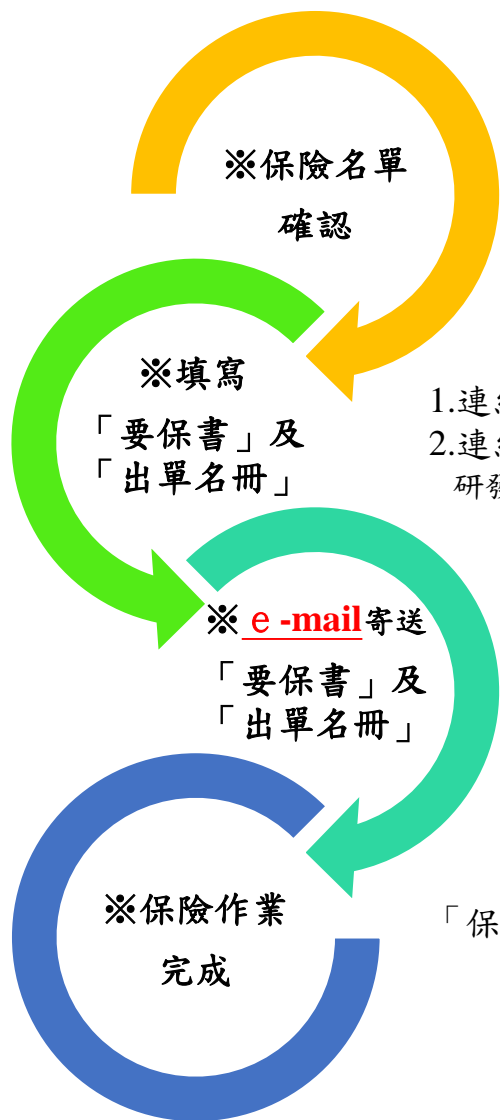 ※保險名單
確認
※填寫
「要保書」及
「出單名冊」
1.連
2.連
研發
※ｅ-mail寄送
「要保書」及
「出單名冊」
※保險作業
完成
「保